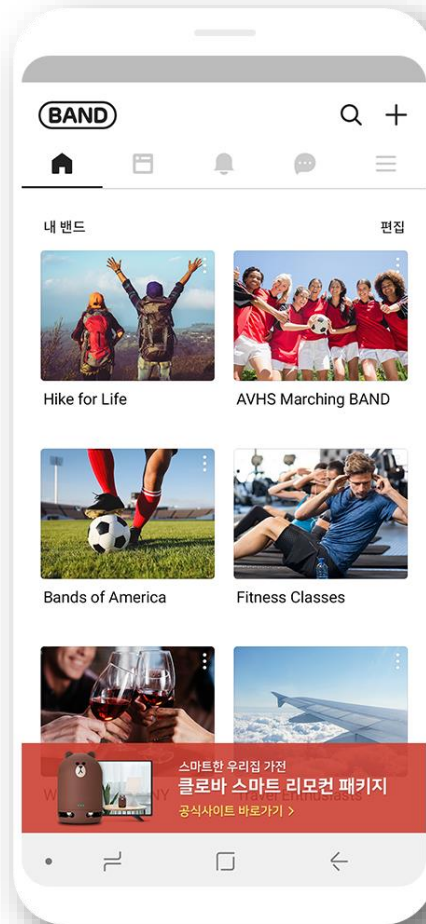 BAND
내 밴드
편집
Hike for Life
AVHS Marching BAND
Bands of America
Fitness Classes
스마트한 우리집 가전
클로바 스마트 리모컨 패키지
공식사이트 바로가기 >
Travel Enthusiasts